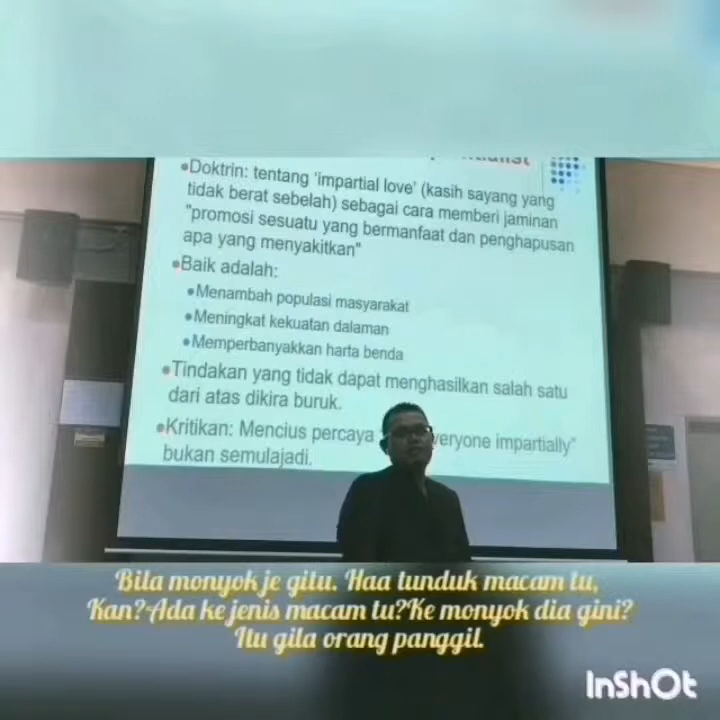 Doktrin: tentang 'impartial love' (kasih sayang yang
tidak berat sebelah) sebagai cara memberi jaminan
"promosi sesuatu yang bermanfaat dan penghapusan
apa yang menyakitkan"
Baik adalah:
Menambah populasi masyarakat
Meningkat kekuatan dalaman
Memperbanyakkan harta benda
Tindakan yang tidak dapat menghasilkan salah satu
dari atas dikira buruk.
Kritikan: Mencius percaya veryone impartially"
bukan semulajadi.
Bila monyok je gitu. Haa tunduk macam tu,
Kan? Ada ke jenis macam tu?Ke monyok dia gini?
Itu gila orang panggil.
InShOt